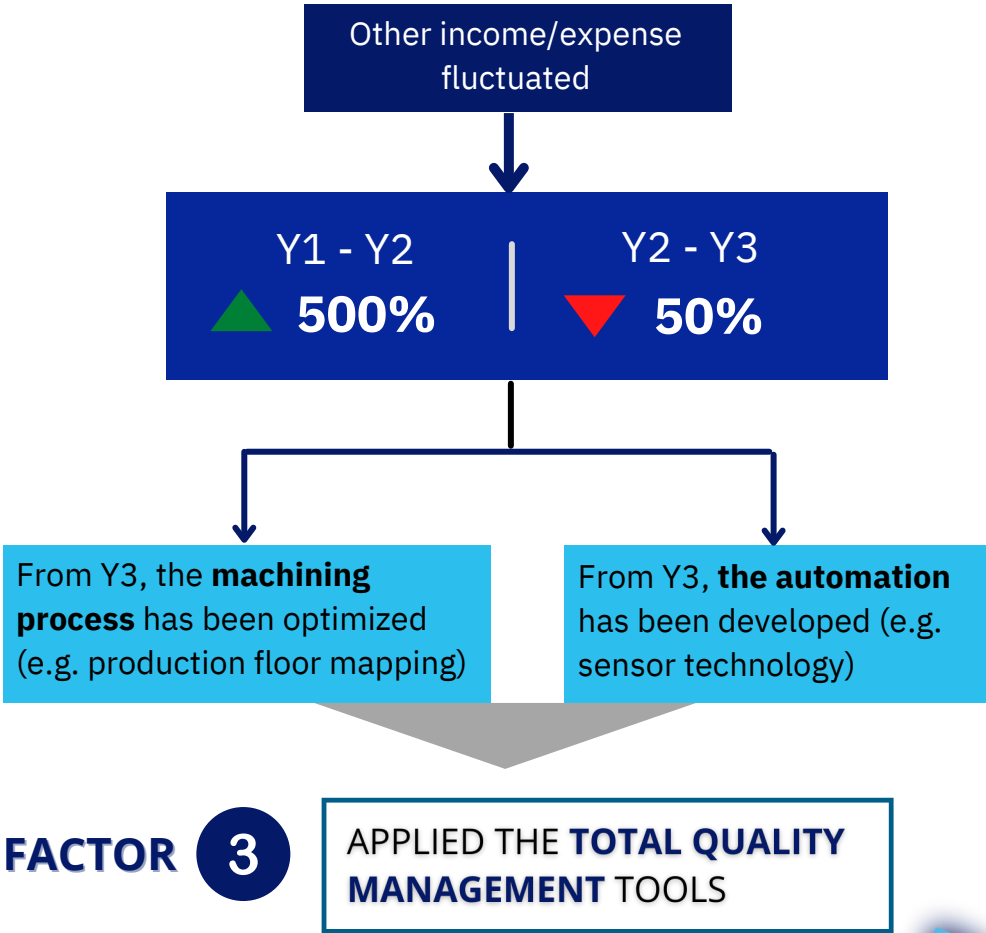 Other income/expense
fluctuated
Y1 - Y2
500%
Y2 - Y3
50%
From Y3, the machining
process has been optimized
(e.g. production floor mapping)
From Y3, the automation
has been developed (e.g.
sensor technology)
FACTOR 3
APPLIED THE TOTAL QUALITY
MANAGEMENT TOOLS